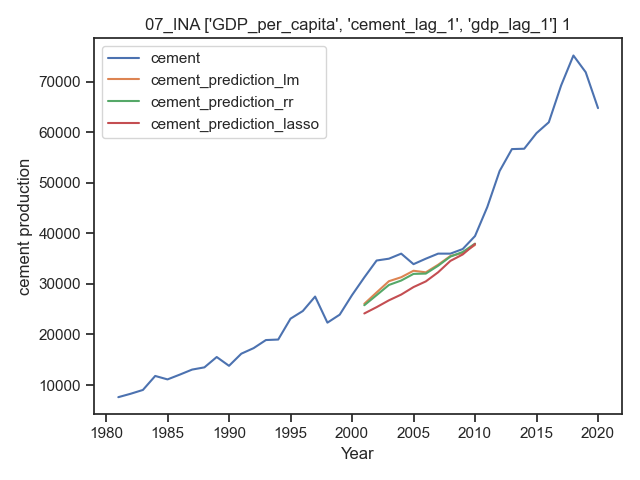 07_INA ['GDP_per_capita', 'cement_lag_1', 'gdp_lag_1'] 1
cement
cement_prediction_lm
cement_prediction_rr
cement_prediction_lasso
cement production
70000
60000
50000
40000
30000
20000
10000
1980 1985 1990 1995 2000 2005 2010 2015 2020
Year